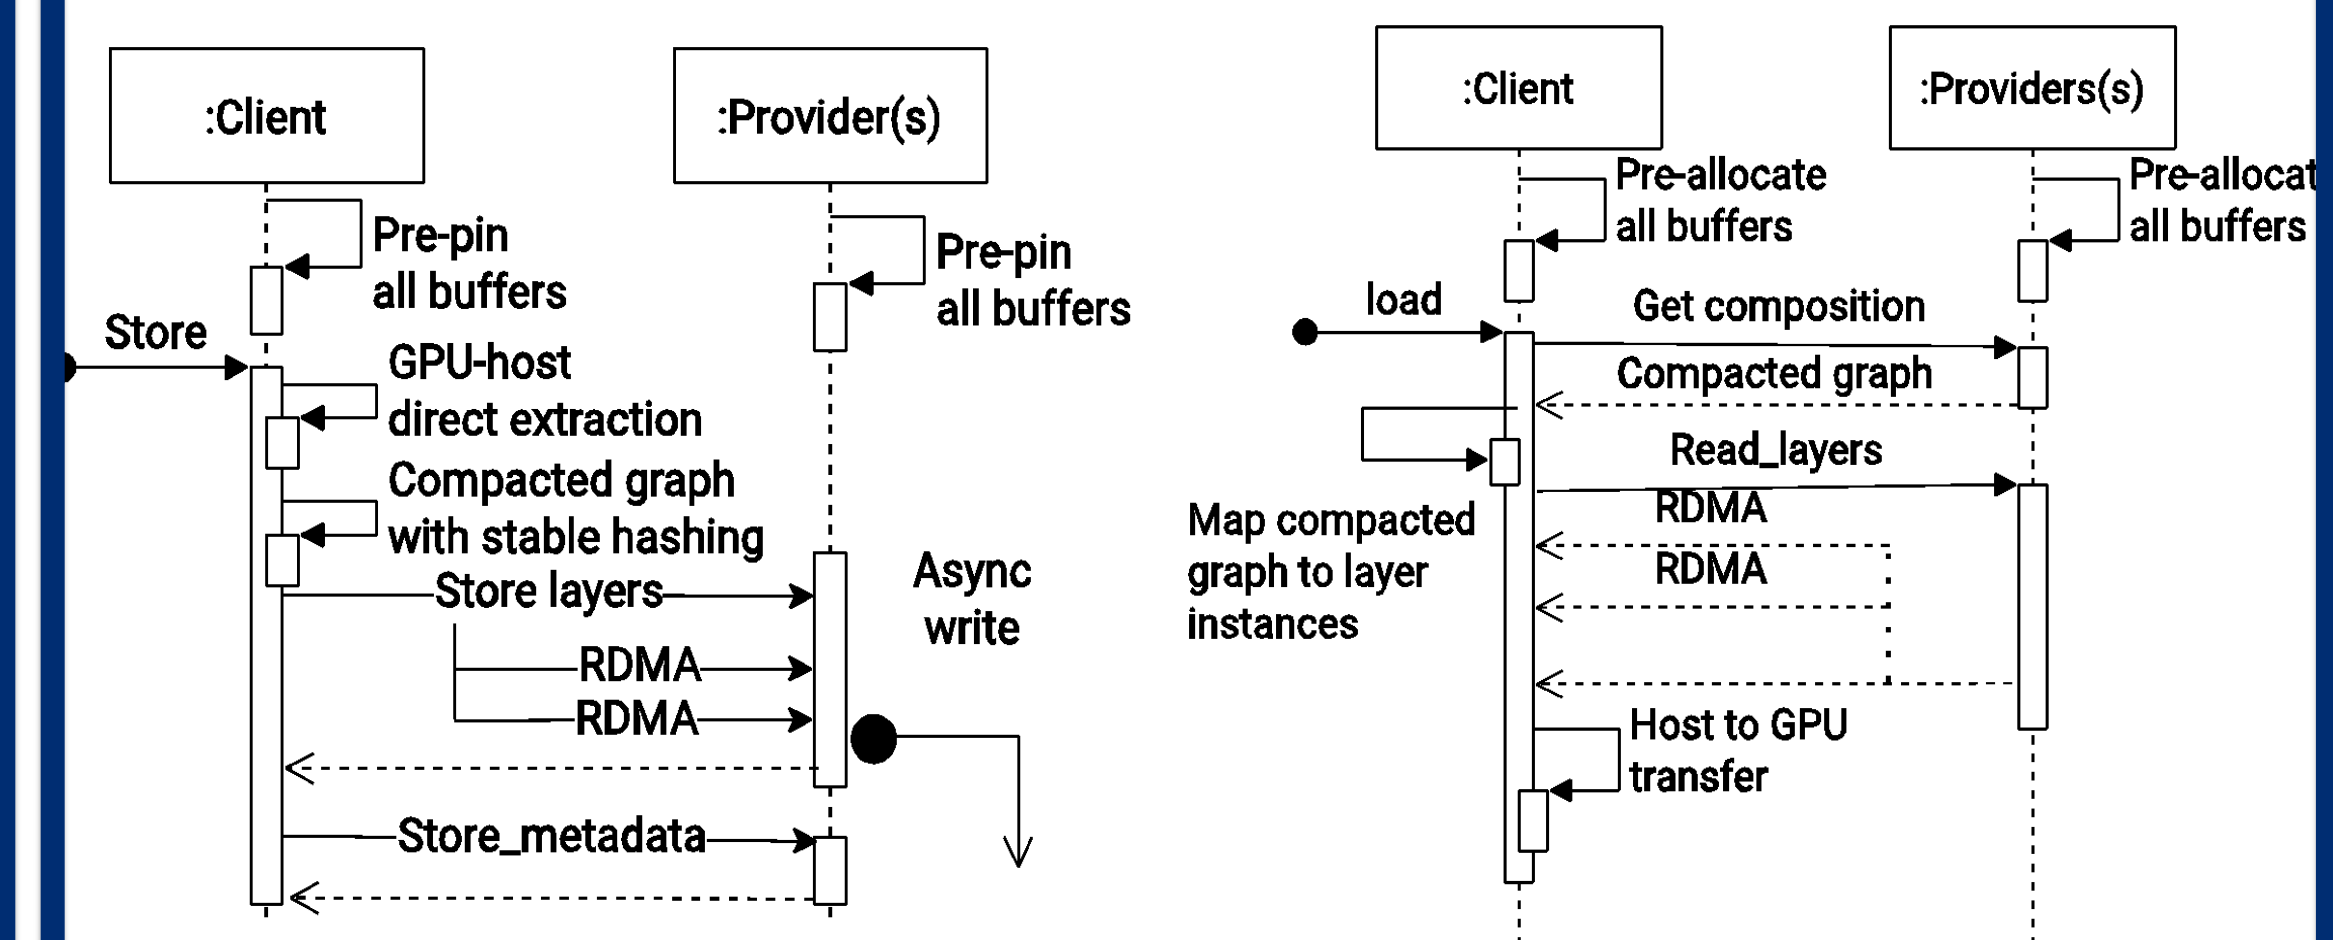 :Client
:Provider(s)
Pre-pin
all buffers
Pre-pin
all buffers
Store
GPU-host
direct extraction
Compacted graph
with stable hashing
Store layers
Async
write
RDMA
RDMA
Store_metadata
:Client
:Providers(s)
Pre-allocate
all buffers
Pre-allocat
all buffers
load
Get composition
Compacted graph
Read_layers
RDMA
Map compacted
graph to layer
instances
RDMA
Host to GPU
transfer